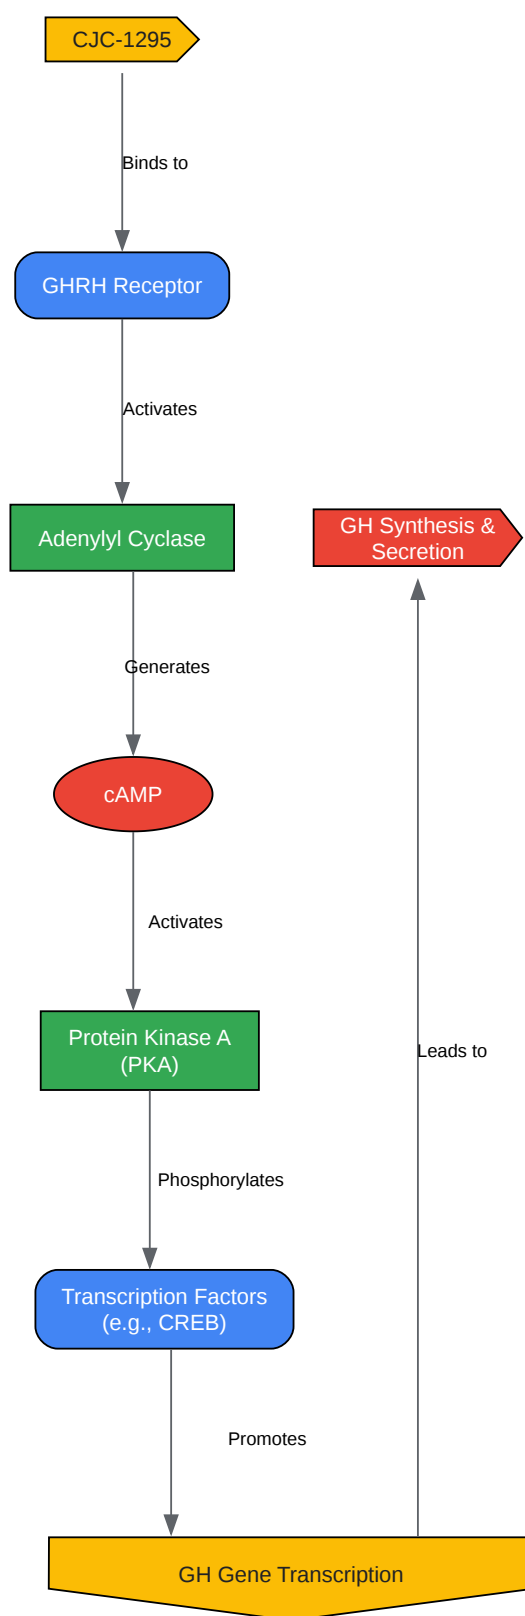 CJC-1295
Binds to
GHRH Receptor
Activates
Adenylyl Cyclase
Generates
cAMP
Activates
Protein Kinase A
(PKA)
Phosphorylates
Transcription Factors
(e.g., CREB)
Promotes
GH Gene Transcription
Leads to
GH Synthesis &
Secretion